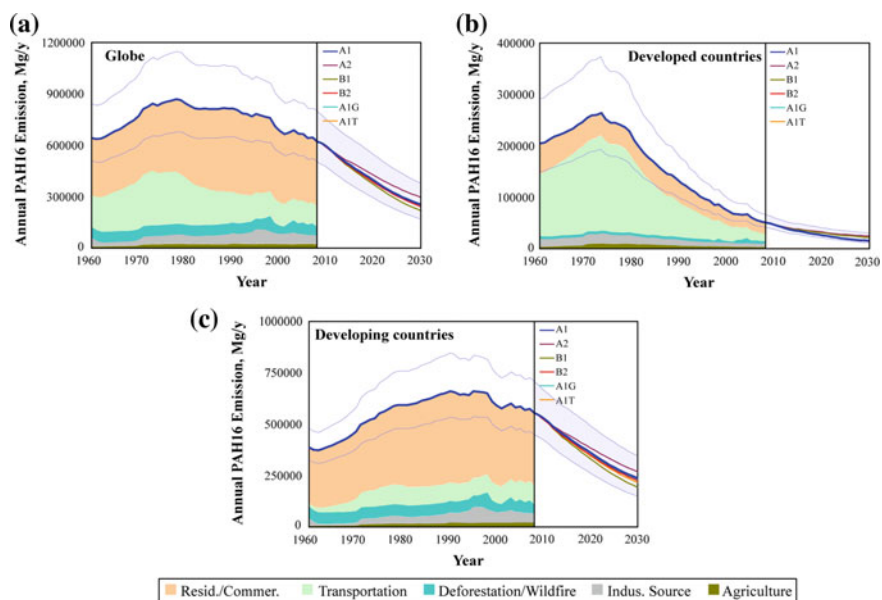 (a)
Globe
Annual PAH16 Emission, Mg/y
1200000
900000
600000
300000
0
1960 1970 1980 1990 2000 2010 2020 2030
Year
A1
A2
B1
B2
A1G
A1T
(b)
Developed countries
Annual PAH16 Emission, Mg/y
400000
300000
200000
100000
0
1960 1970 1980 1990 2000 2010 2020 2030
Year
A1
A2
B1
B2
A1G
A1T
(c)
Developing countries
Annual PAH16 Emission, Mg/y
1000000
750000
500000
250000
0
1960 1970 1980 1990 2000 2010 2020 2030
Year
A1
A2
B1
B2
A1G
A1T
Resid./Commer. Transportation Deforestation/Wildfire Indus. Source Agriculture